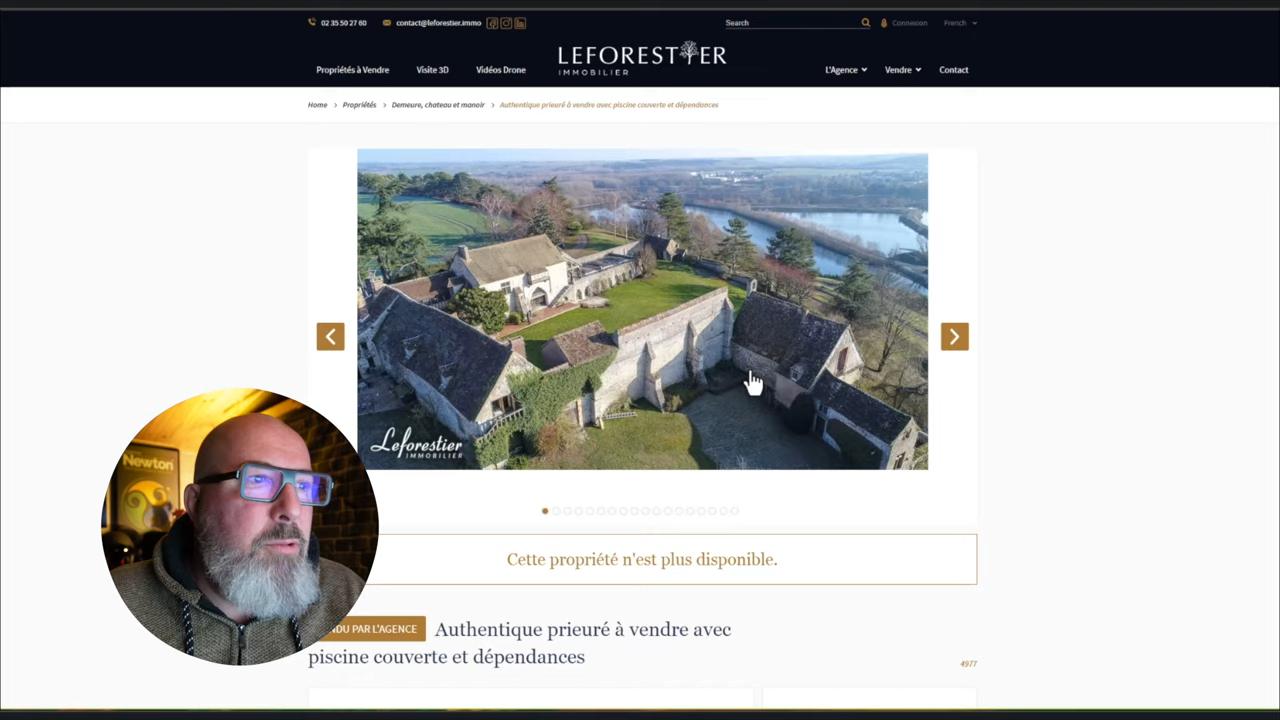 02 35 50 27 60
contact@leforestier.immo
Search
Connexion
French
LEFORESTIER
IMMOBILIER
Propriétés à Vendre
Visite 3D
Vidéos Drone
L'Agence
Vendre
Contact
Home > Propriétés > Demeure, chateau et manoir > Authentique prieuré à vendre avec piscine couverte et dépendances
Leforestier
IMMOBILIER
Newton
Cette propriété n'est plus disponible.
NDU PAR L'AGENCE
Authentique prieuré à vendre avec
piscine couverte et dépendances
4977